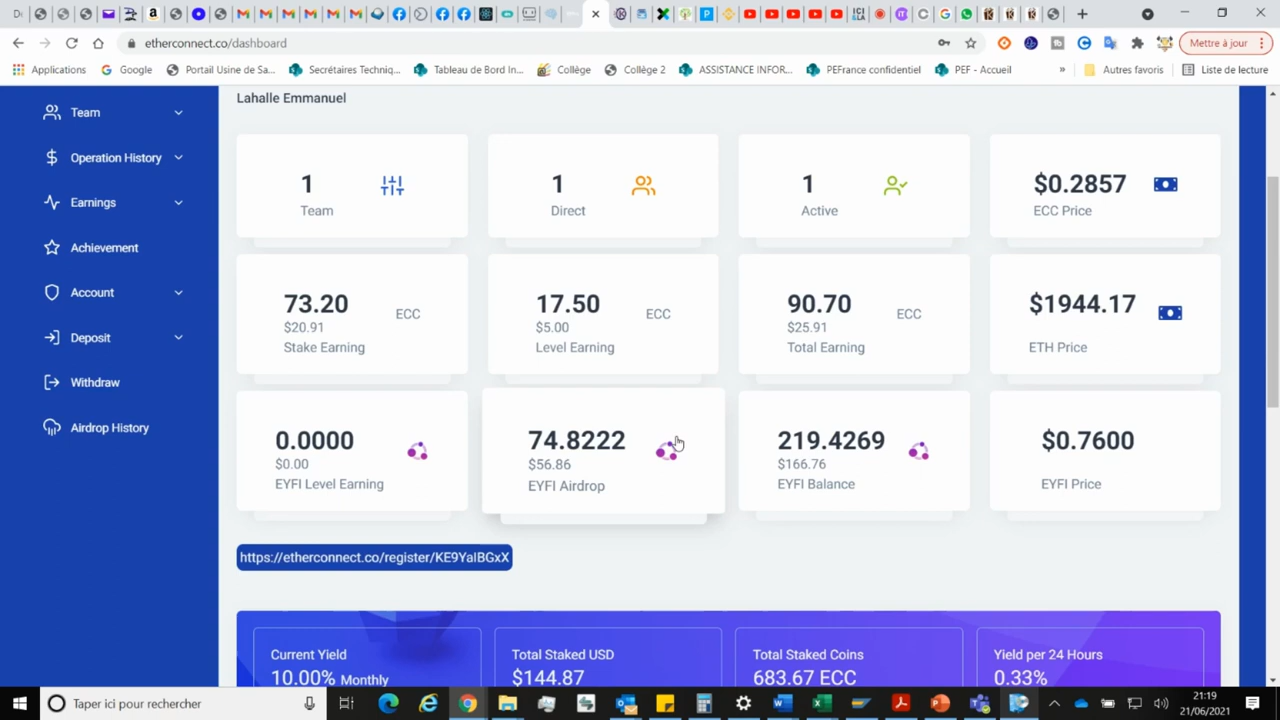 etherconnect.co/dashboard
Mettre à jour
Applications
Google
Portail Usine de Sa...
Secrétaires Techniq...
Tableau de Bord In...
Collège
Collège 2
ASSISTANCE INFOR...
PEFrance confidentiel
PEF - Accueil
»
Autres favoris
Liste de lecture
Team
Operation History
Earnings
Achievement
Account
Deposit
Withdraw
Airdrop History
Lahalle Emmanuel
1
Team
1
Direct
1
Active
$0.2857
ECC Price
73.20
ECC
$20.91
Stake Earning
17.50
ECC
$5.00
Level Earning
90.70
ECC
$25.91
Total Earning
$1944.17
ETH Price
0.0000
$0.00
EYFI Level Earning
74.8222
$56.86
EYFI Airdrop
219.4269
$166.76
EYFI Balance
$0.7600
EYFI Price
https://etherconnect.co/register/KE9YalBGxX
Current Yield
10.00% Monthly
Total Staked USD
$144.87
Total Staked Coins
683.67 ECC
Yield per 24 Hours
0.33%
Taper ici pour rechercher
21:19
21/06/2021